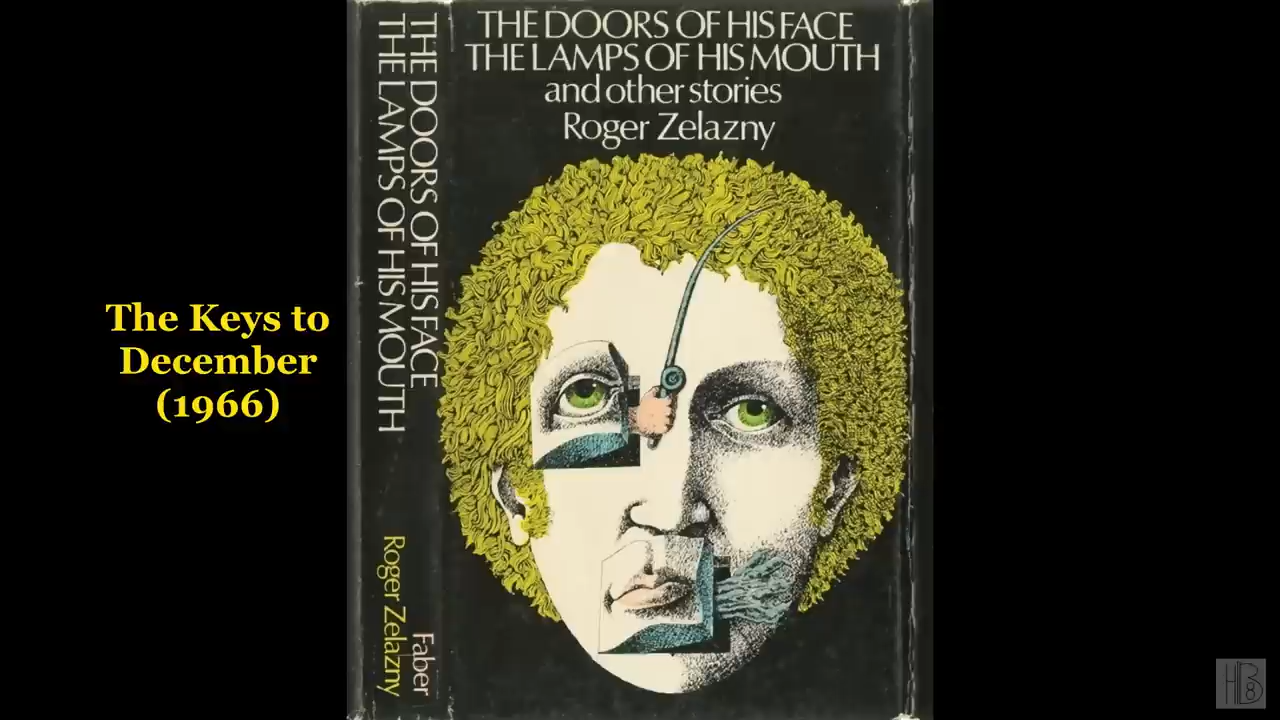 The Keys to
December
(1966)
THE DOORS OF HIS FACE
THE LAMPS OF HIS MOUTH
Roger Zelazny
Faber
THE DOORS OF HIS FACE
THE LAMPS OF HIS MOUTH
and other stories
Roger Zelazny
HB8